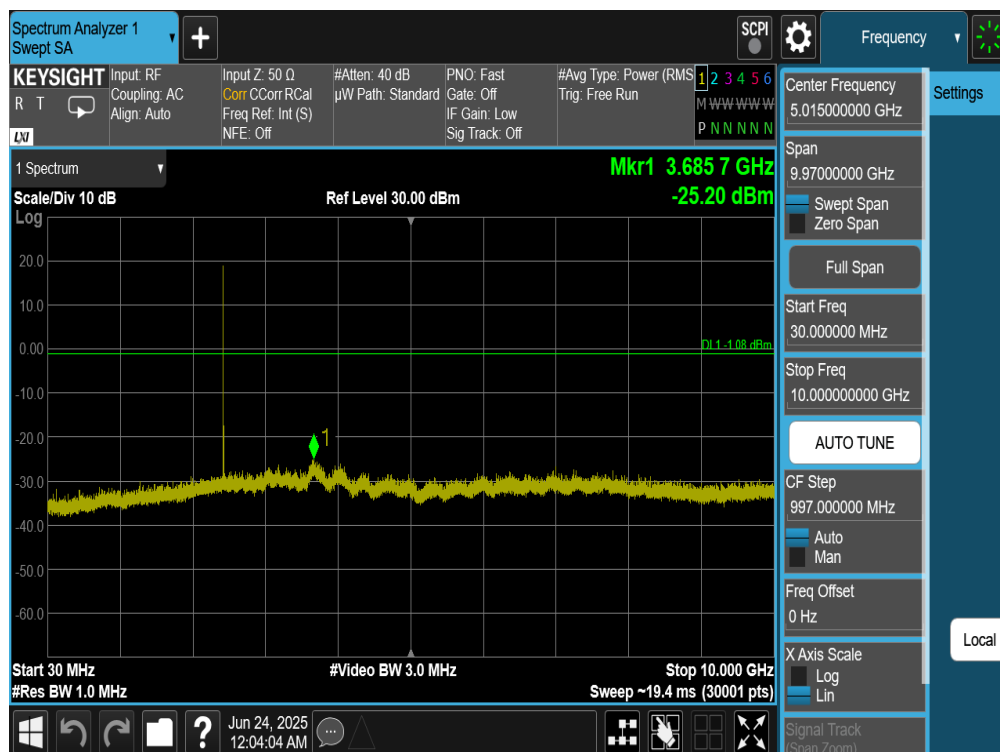 Spectrum Analyzer 1
Swept SA
+
SCPI
Frequency
KEYSIGHT
R T
LXI
Input: RF
Coupling: AC
Align: Auto
Input Z: 50 Ω
Corr CCorr RCal
Freq Ref: Int (S)
NFE: Off
#Atten: 40 dB
µW Path: Standard
PNO: Fast
Gate: Off
IF Gain: Low
Sig Track: Off
#Avg Type: Power (RMS
Trig: Free Run
1 2 3 4 5 6
M W W W W W
P N N N N N
1 Spectrum
Mkr1 3.685 7 GHz
-25.20 dBm
Scale/Div 10 dB
Ref Level 30.00 dBm
Log
20.0
10.0
0.00
DL1 -1.08 dBm
-10.0
-20.0
1
-30.0
-40.0
-50.0
-60.0
Start 30 MHz
#Video BW 3.0 MHz
Stop 10.000 GHz
#Res BW 1.0 MHz
Sweep ~19.4 ms (30001 pts)
?
Jun 24, 2025
12:04:04 AM
Center Frequency
5.015000000 GHz
Span
9.97000000 GHz
Swept Span
Zero Span
Full Span
Start Freq
30.000000 MHz
Stop Freq
10.000000000 GHz
AUTO TUNE
CF Step
997.000000 MHz
Auto
Man
Freq Offset
0 Hz
X Axis Scale
Log
Lin
Signal Track
(Span Zoom)
Settings
Local